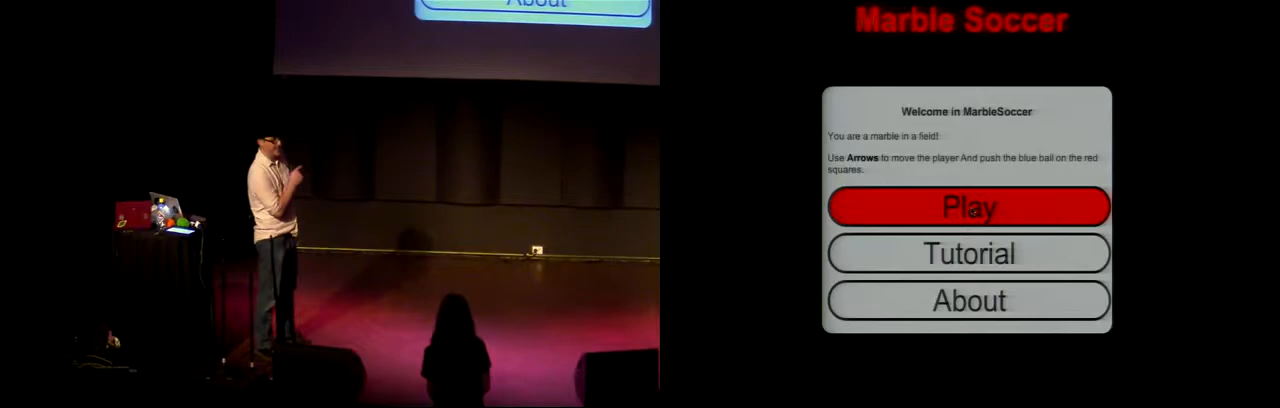 About
Marble Soccer
Welcome in MarbleSoccer
You are a marble in a field!
Use Arrows to move the player And push the blue ball on the red
squares.
Play
Tutorial
About